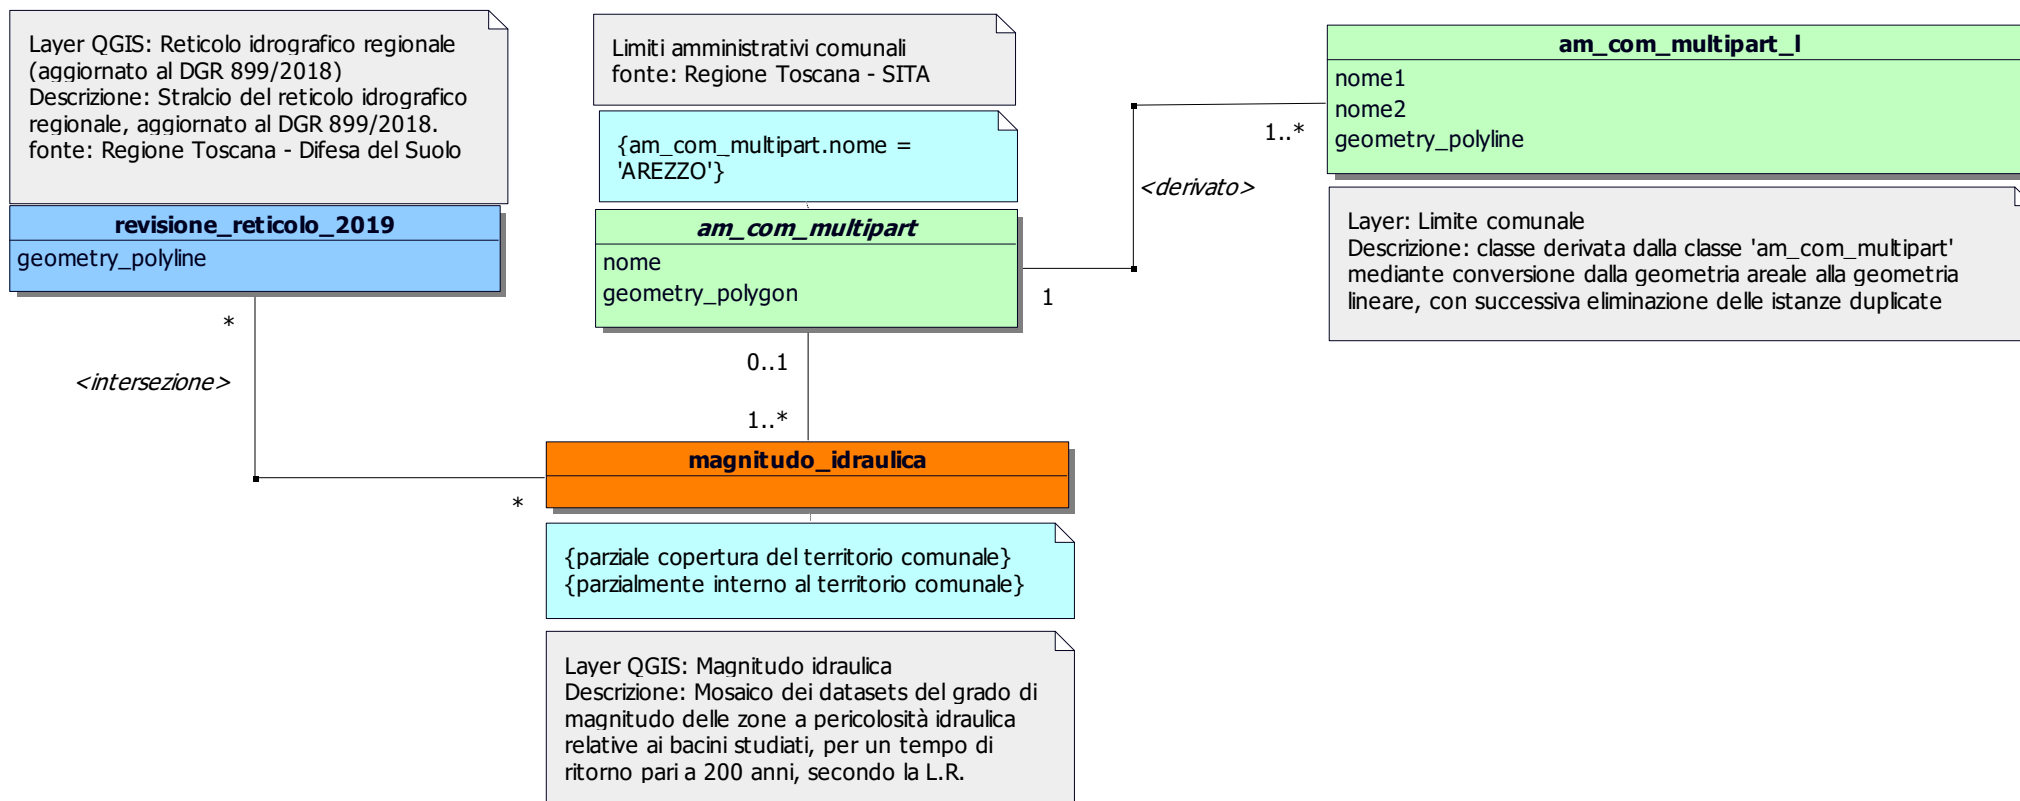 Layer QGIS: Reticolo idrografico regionale
(aggiornato al DGR 899/2018)
Descrizione: Stralcio del reticolo idrografico
regionale, aggiornato al DGR 899/2018.
fonte: Regione Toscana - Difesa del Suolo
revisione_reticolo_2019
geometry_polyline
*
<intersezione>
*
Limiti amministrativi comunali
fonte: Regione Toscana - SITA
{am_com_multipart.nome =
'AREZZO'}
am_com_multipart
nome
geometry_polygon
1
<derivato>
1..*
am_com_multipart_l
nome1
nome2
geometry_polyline
Layer: Limite comunale
Descrizione: classe derivata dalla classe 'am_com_multipart'
mediante conversione dalla geometria areale alla geometria
lineare, con successiva eliminazione delle istanze duplicate
0..1
1..*
magnitudo_idraulica
{parziale copertura del territorio comunale}
{parzialmente interno al territorio comunale}
Layer QGIS: Magnitudo idraulica
Descrizione: Mosaico dei datasets del grado di
magnitudo delle zone a pericolosità idraulica
relative ai bacini studiati, per un tempo di
ritorno pari a 200 anni, secondo la L.R.